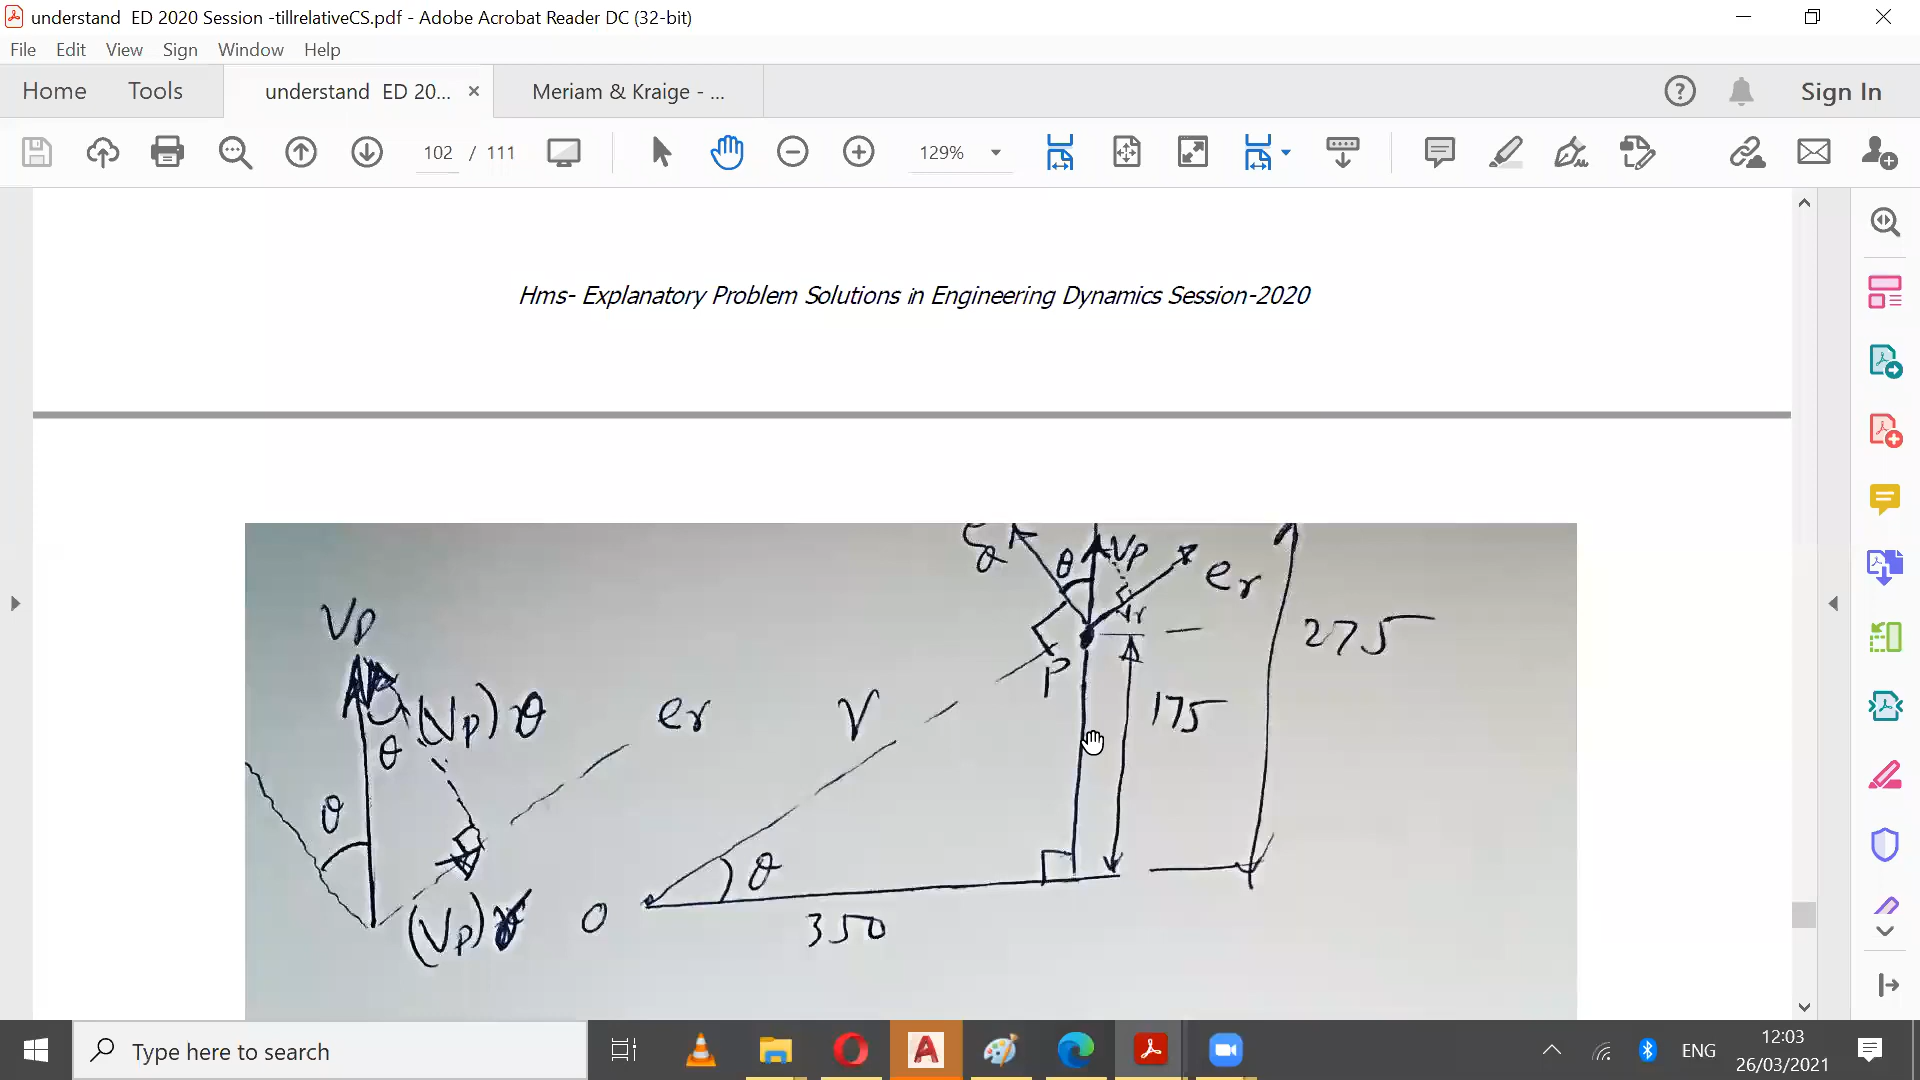 understand ED 2020 Session -tillrelativeCS.pdf - Adobe Acrobat Reader DC (32-bit)
File Edit View Sign Window Help
Home Tools understand ED 20... × Meriam & Kraige - ... Sign In
102 / 111 129%
Hms- Explanatory Problem Solutions in Engineering Dynamics Session-2020
θ Vp er
275
Vp
P
175
(Vp)θ er r
θ
θ
θ
(Vp)r O 350
Type here to search
ENG 12:03
26/03/2021